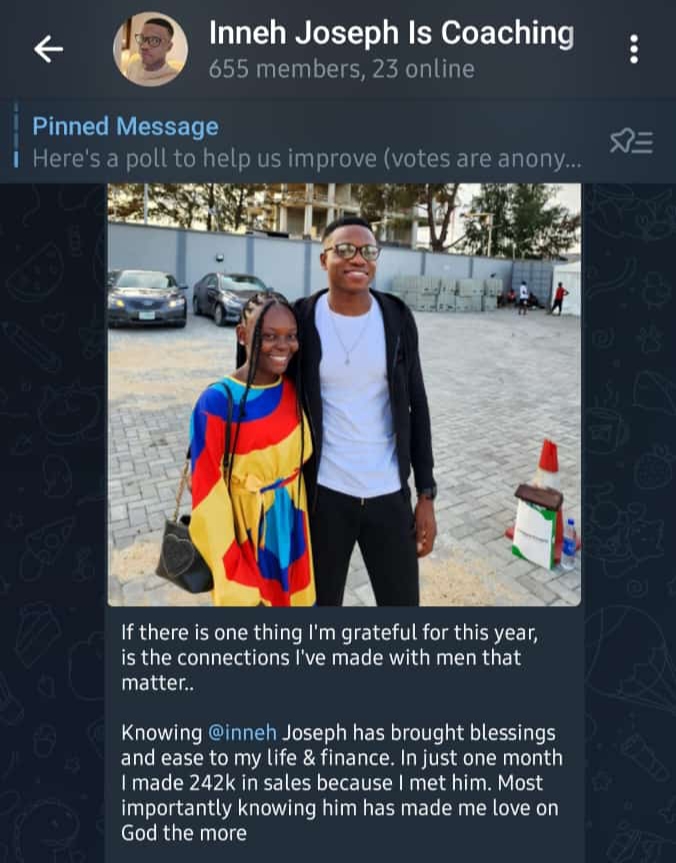 Inneh Joseph Is Coaching
655 members, 23 online
Pinned Message
Here's a poll to help us improve (votes are anony...
If there is one thing I'm grateful for this year,
is the connections I've made with men that
matter..
Knowing @inneh Joseph has brought blessings
and ease to my life & finance. In just one month
I made 242k in sales because I met him. Most
importantly knowing him has made me love on
God the more